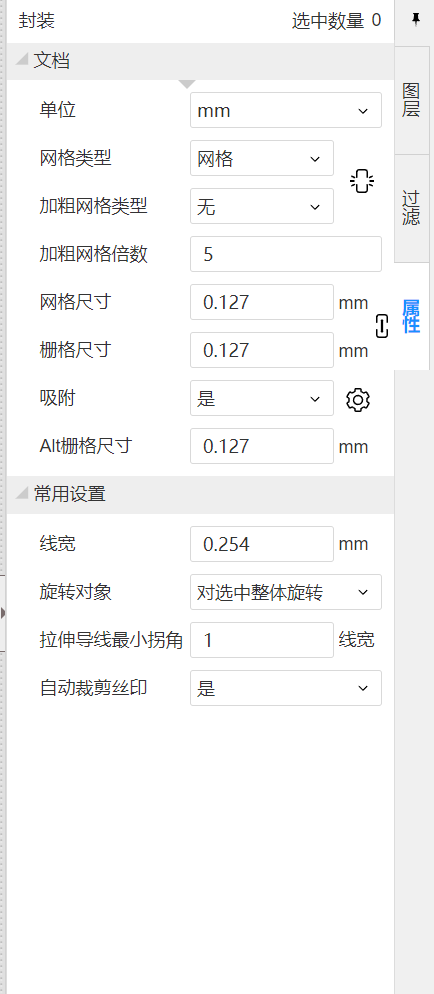 封装 选中数量 0
文档
单位 mm
网格类型 网格
加粗网格类型 无
加粗网格倍数 5
网格尺寸 0.127 mm
栅格尺寸 0.127 mm
吸附 是
Alt栅格尺寸 0.127 mm
常用设置
线宽 0.254 mm
旋转对象 对选中整体旋转
拉伸导线最小拐角 1 线宽
自动裁剪丝印 是
图层
过滤
属性